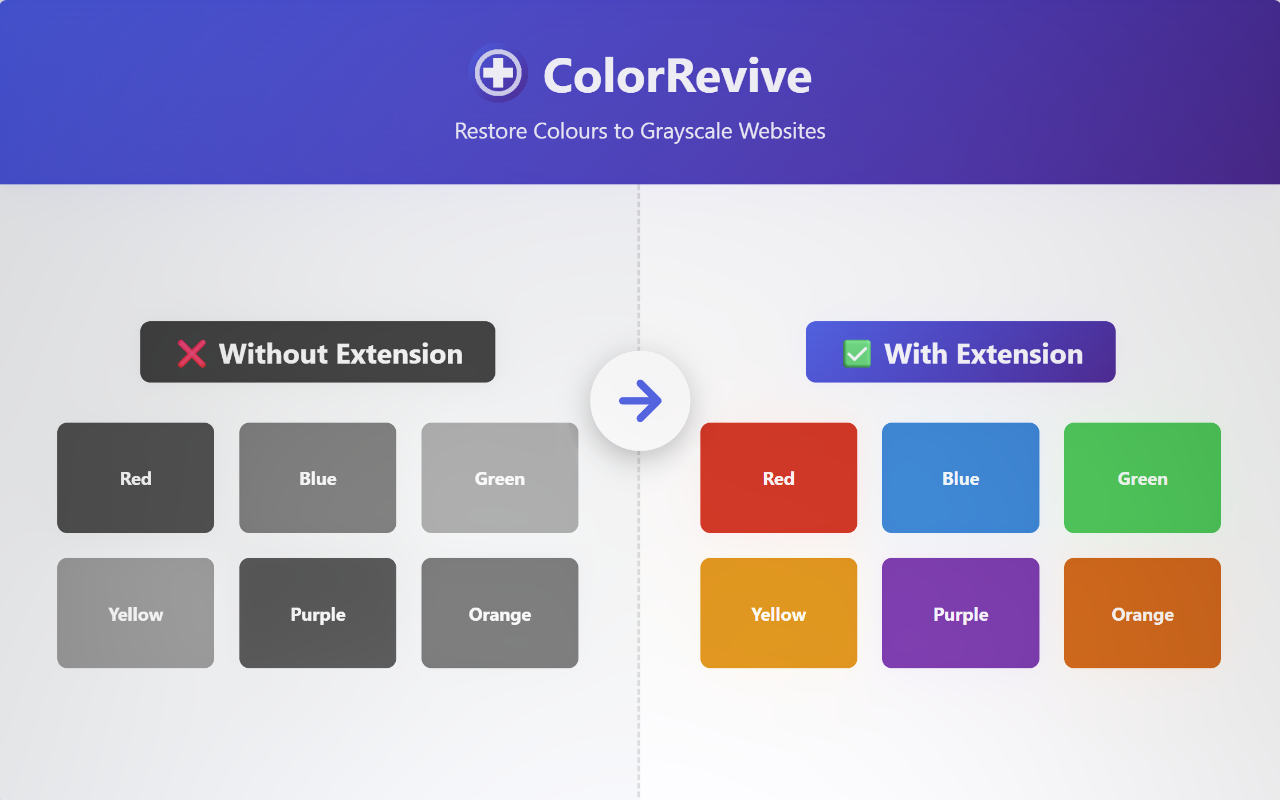 ColorRevive
Restore Colours to Grayscale Websites
Without Extension
Red
Blue
Green
Yellow
Purple
Orange
With Extension
Red
Blue
Green
Yellow
Purple
Orange